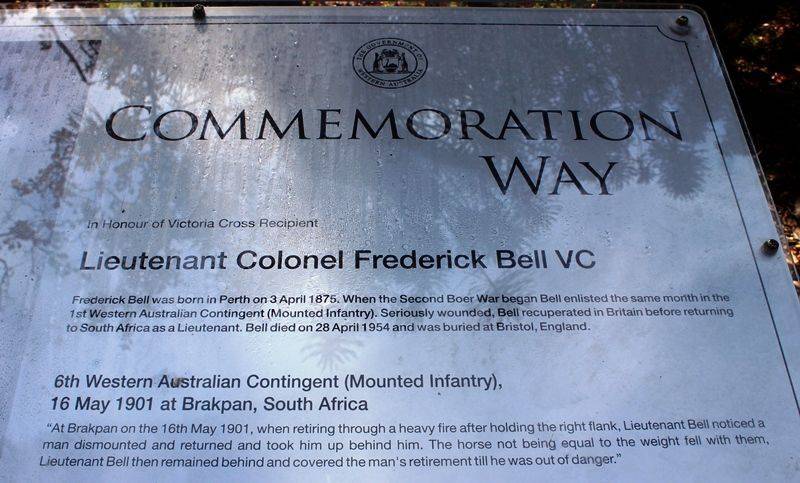 THE GOVERNMENT OF
WESTERN AUSTRALIA
COMMEMORATION
WAY
In Honour of Victoria Cross Recipient
Lieutenant Colonel Frederick Bell VC
Frederick Bell was born in Perth on 3 April 1875. When the Second Boer War began Bell enlisted the same month in the
1st Western Australian Contingent (Mounted Infantry). Seriously wounded, Bell recuperated in Britain before returning
to South Africa as a Lieutenant. Bell died on 28 April 1954 and was buried at Bristol, England.
6th Western Australian Contingent (Mounted Infantry),
16 May 1901 at Brakpan, South Africa
"At Brakpan on the 16th May 1901, when retiring through a heavy fire after holding the right flank, Lieutenant Bell noticed a
man dismounted and returned and took him up behind him. The horse not being equal to the weight fell with them,
Lieutenant Bell then remained behind and covered the man's retirement till he was out of danger."